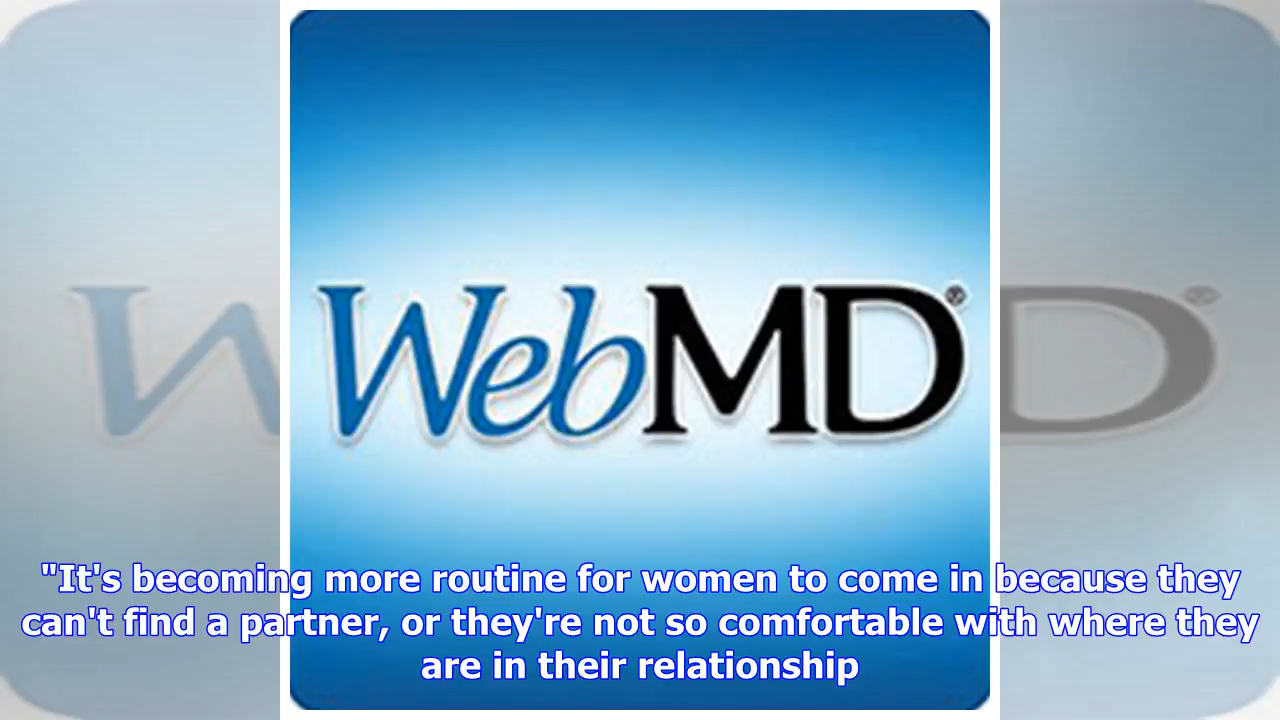 WebMD®
"It's becoming more routine for women to come in because they
can't find a partner, or they're not so comfortable with where they
are in their relationship